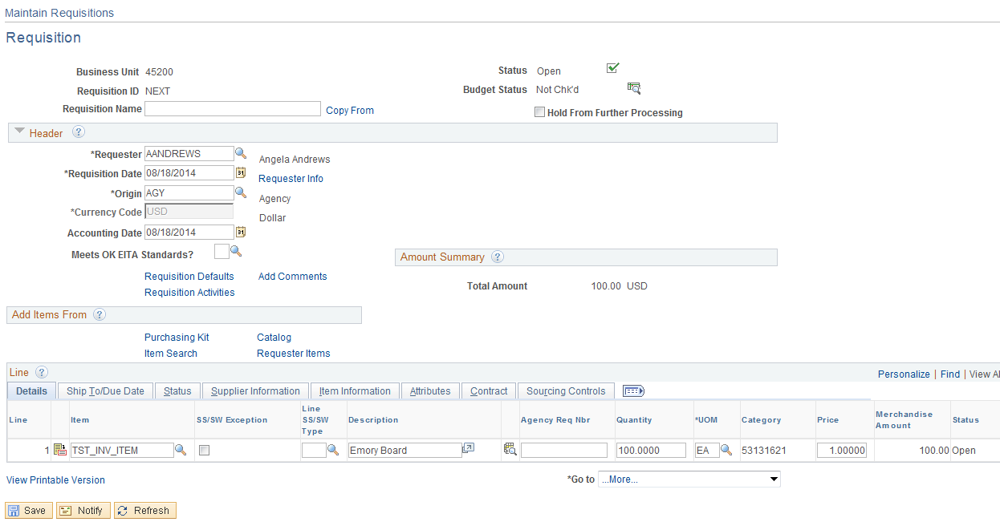 Maintain Requisitions
Requisition
Business Unit 45200 Status Open
Requisition ID NEXT Budget Status Not Chk'd
Requisition Name Copy From Hold From Further Processing
Header ?
*Requester AANDREWS Angela Andrews
*Requisition Date 08/18/2014 31 Requester Info
*Origin AGY Agency
*Currency Code USD Dollar
Accounting Date 08/18/2014 31
Meets OK EITA Standards? Amount Summary ?
Requisition Defaults Add Comments
Total Amount 100.00 USD
Requisition Activities
Add Items From ?
Purchasing Kit Catalog
Item Search Requester Items
Line ? Personalize | Find | View Al
Details Ship To/Due Date Status Supplier Information Item Information Attributes Contract Sourcing Controls
Line Item SS/SW Exception Line SS/SW Type Description Agency Req Nbr Quantity *UOM Category Price Merchandise Amount Status
1 TST_INV_ITEM Emory Board 100.0000 EA 53131621 1.00000 100.00 Open
View Printable Version *Go to ...More...
Save Notify Refresh